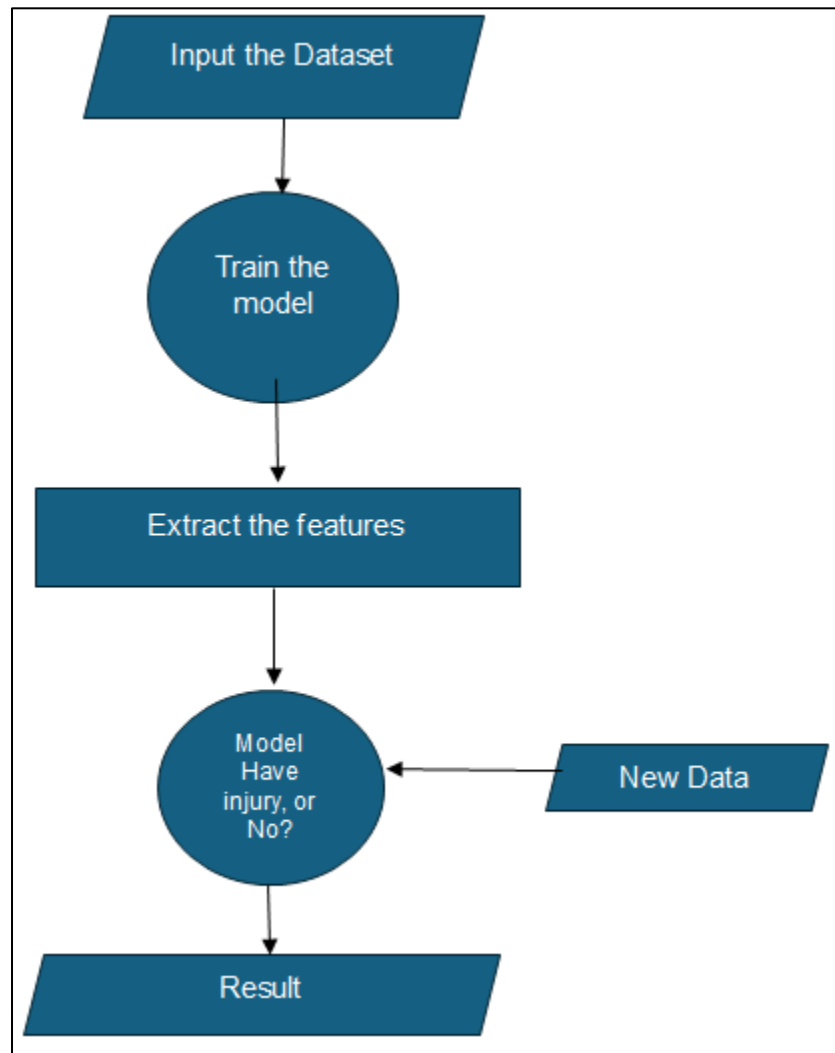 Input the Dataset
Train the
model
Extract the features
Model
Have
injury, or
No?
New Data
Result